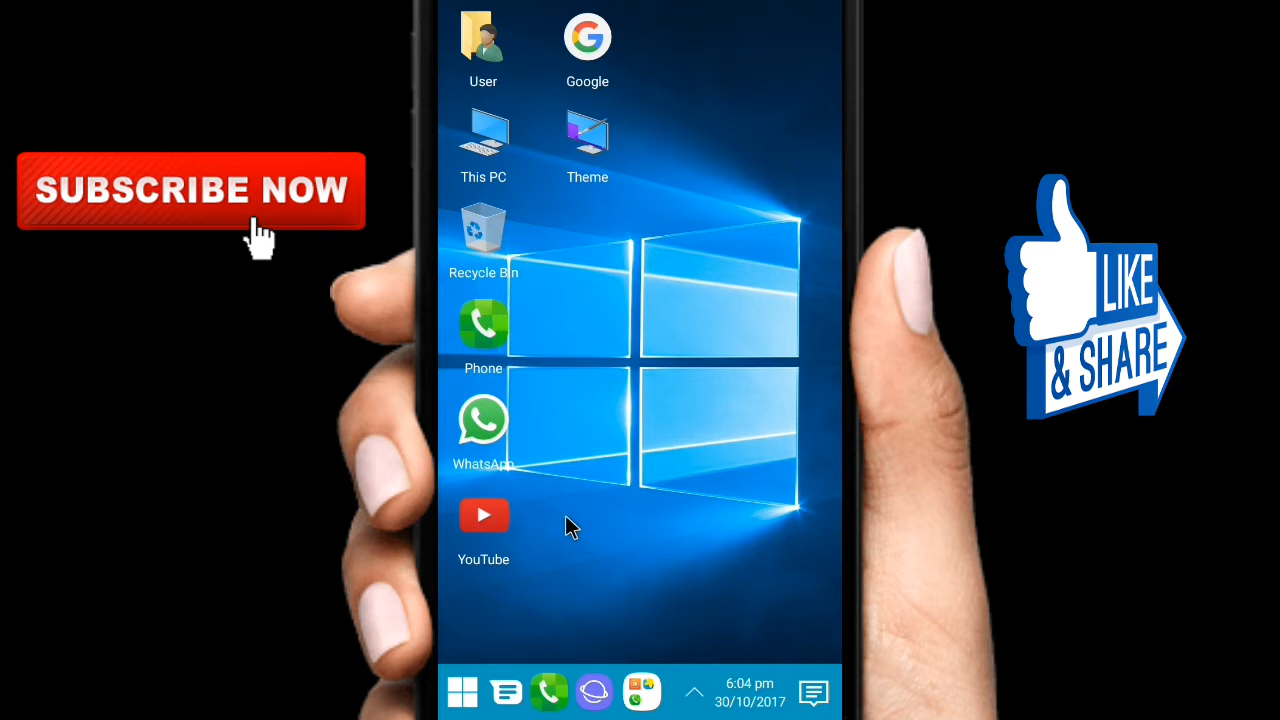 SUBSCRIBE NOW
User
Google
This PC
Theme
Recycle Bin
Phone
WhatsApp
YouTube
6:04 pm
30/10/2017
LIKE
& SHARE